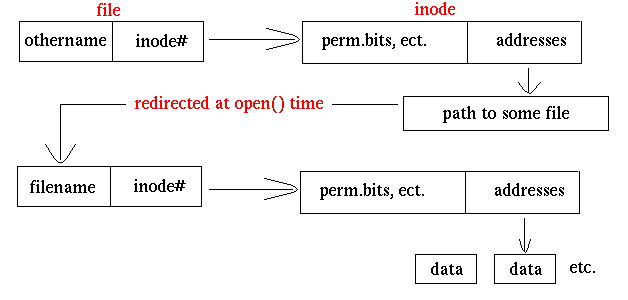 file
inode
othername
inode#
perm.bits, ect.
addresses
redirected at open() time
path to some file
filename
inode#
perm.bits, ect.
addresses
data
data
etc.